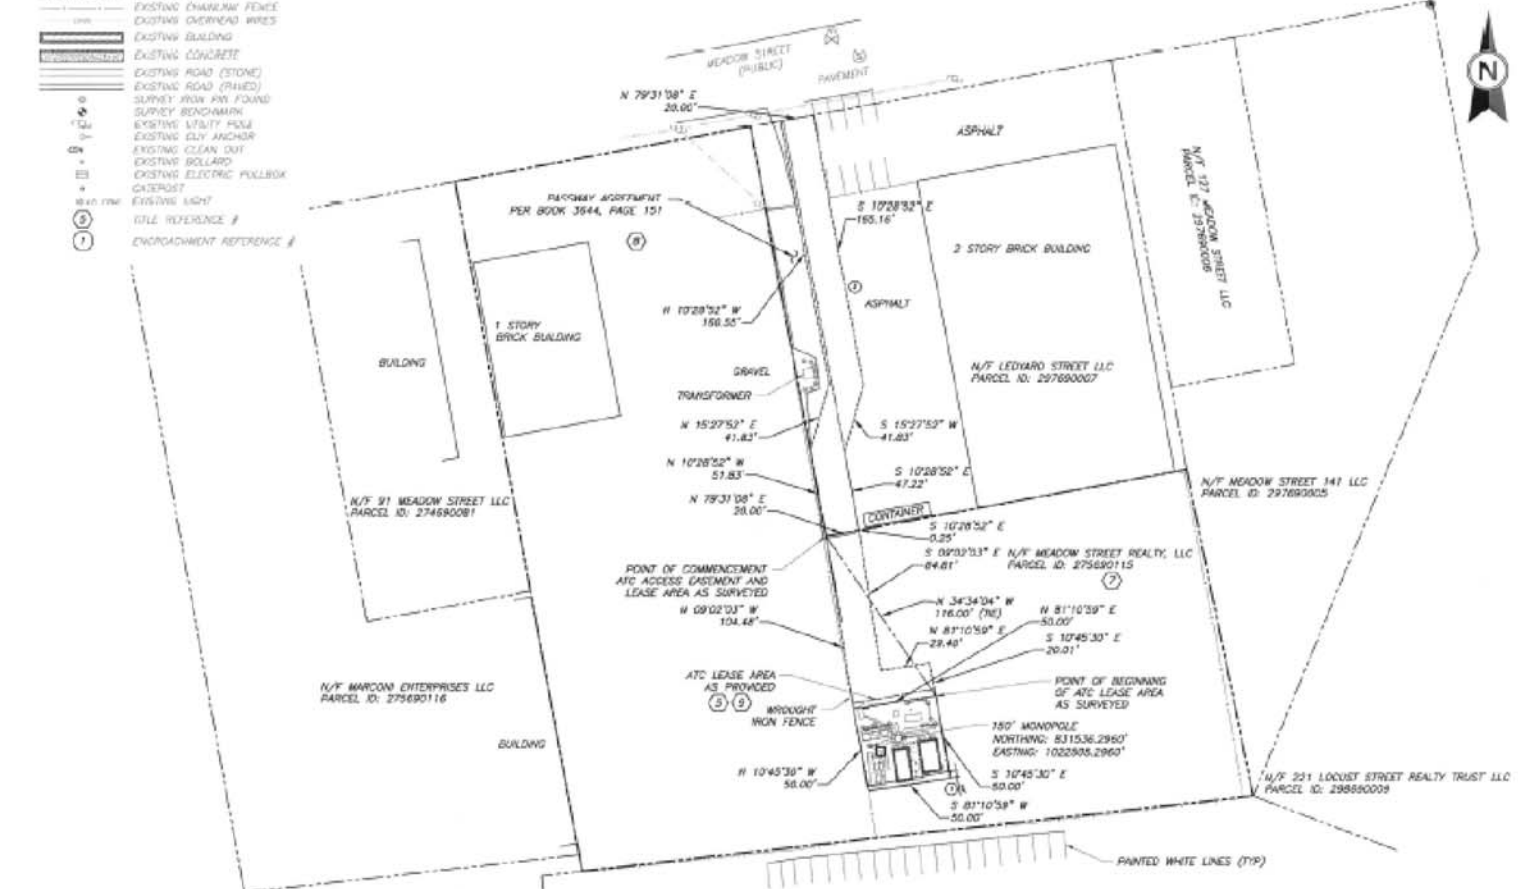 EXISTING CHAINLINK FENCE
EXISTING OVERHEAD WIRES
EXISTING BUILDING
EXISTING CONCRETE
EXISTING ROAD (STONE)
EXISTING ROAD (PAVED)
SURVEY IRON PIN FOUND
SURVEY BENCHMARK
EXISTING UTILITY POLE
EXISTING GUY ANCHOR
EXISTING CLEAN OUT
EXISTING BOLLARD
EXISTING ELECTRIC PULLBOX
GATEPOST
EXISTING LIGHT
5 TITLE REFERENCE #
1 ENCROACHMENT REFERENCE #
MEADOW STREET
(PUBLIC)
PAVEMENT
N
N 79°31'08" E
20.00'
ASPHALT
N/F 127 MEADOW STREET LLC
PARCEL ID: 297690006
PASSWAY AGREEMENT
PER BOOK 3644, PAGE 151
8
S 10°28'52" E
165.16'
2 STORY BRICK BUILDING
ASPHALT
N 10°28'52" W
1 STORY
BRICK BUILDING
BUILDING
GRAVEL
TRANSFORMER
N/F LEDYARD STREET LLC
PARCEL ID: 297690007
N 15°27'52" E
41.83'
S 15°27'52" W
41.83'
N 10°28'52" W
51.83'
S 10°28'52" E
47.22'
N 79°31'08" E
20.00'
CONTAINER
N/F 91 MEADOW STREET LLC
PARCEL ID: 274690081
N/F MEADOW STREET 141 LLC
PARCEL ID: 297690005
S 10°28'52" E
0.25'
S 09°02'03" E
84.81'
N/F MEADOW STREET REALTY, LLC
PARCEL ID: 275690115
7
POINT OF COMMENCEMENT
ATC ACCESS EASEMENT AND
LEASE AREA AS SURVEYED
N 09°02'03" W
104.48'
N 34°34'04" W
116.00' (TIE)
N 81°10'59" E
50.00'
N 81°10'59" E
29.40'
S 10°45'30" E
20.01'
ATC LEASE AREA
AS PROVIDED
5 9
WROUGHT
IRON FENCE
POINT OF BEGINNING
OF ATC LEASE AREA
AS SURVEYED
N/F MARCONI ENTERPRISES LLC
PARCEL ID: 275690116
BUILDING
150' MONOPOLE
NORTHING: 831536.2960'
N 10°45'30" W
50.00'
S 10°45'30" E
50.00'
S 81°10'59" W
50.00'
N/F 221 LOCUST STREET REALTY TRUST LLC
PARCEL ID: 298690009
PAINTED WHITE LINES (TYP)